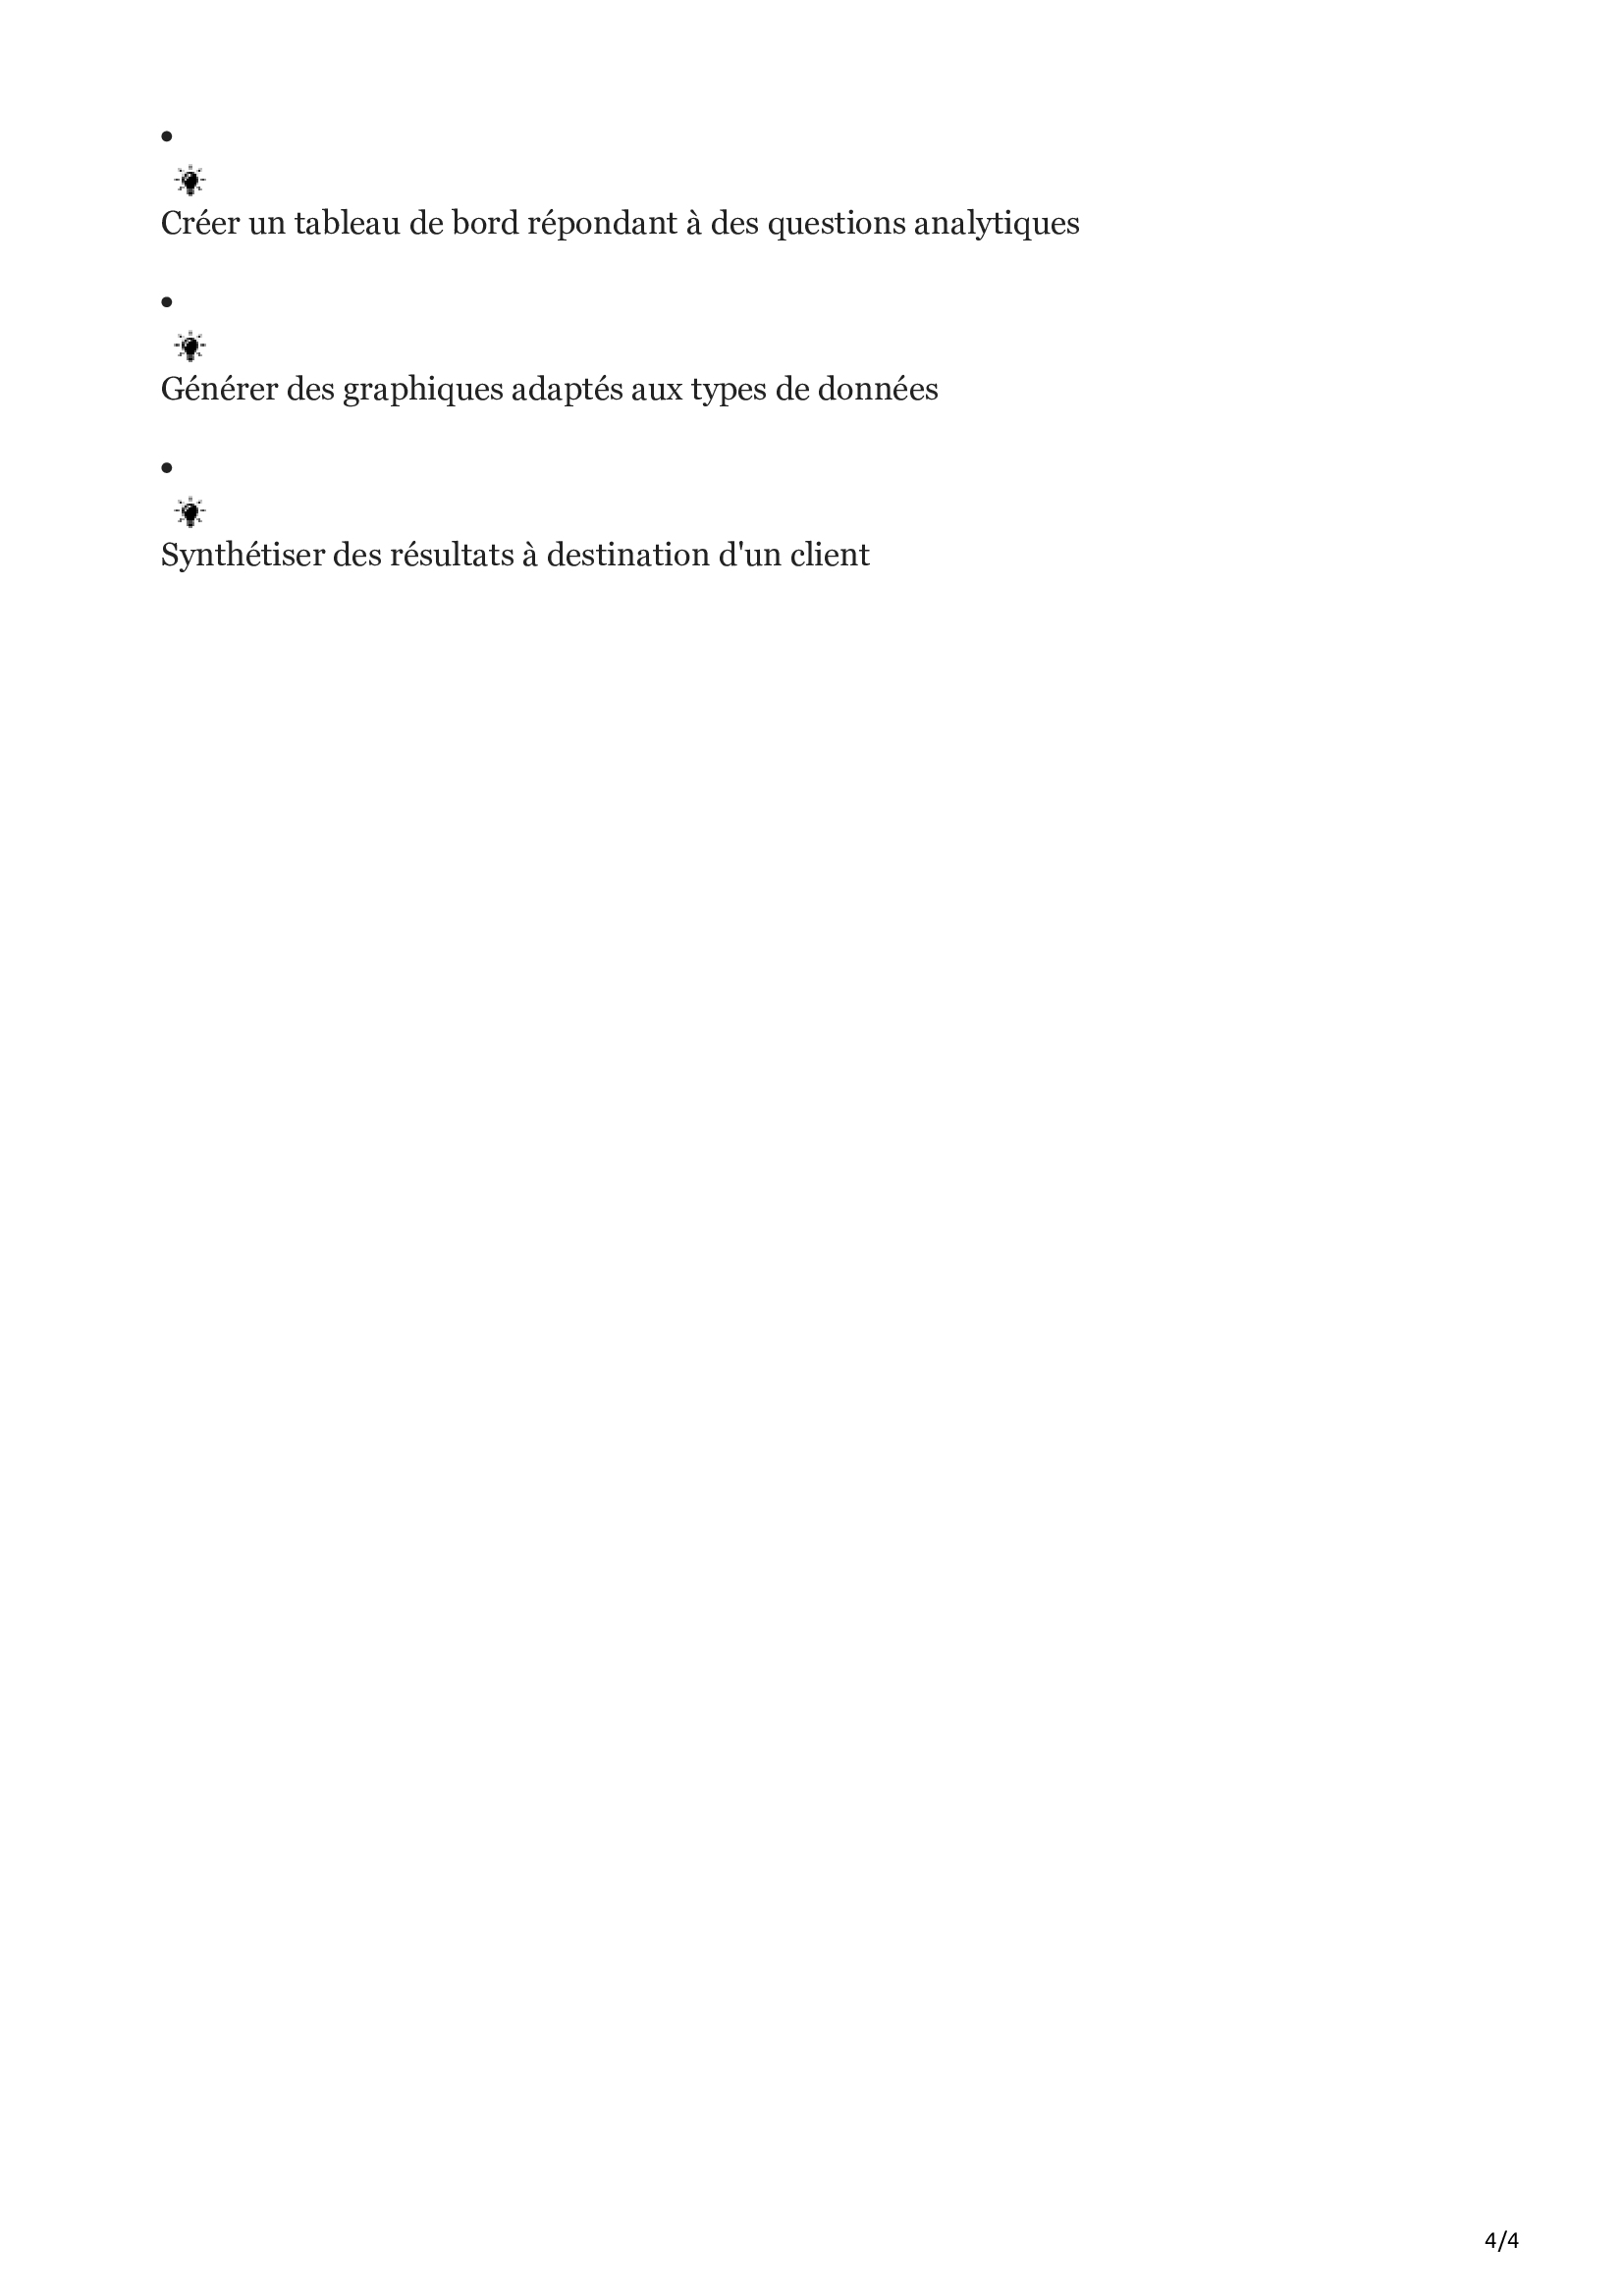 •
Créer un tableau de bord répondant à des questions analytiques
•
Générer des graphiques adaptés aux types de données
•
Synthétiser des résultats à destination d'un client
4/4